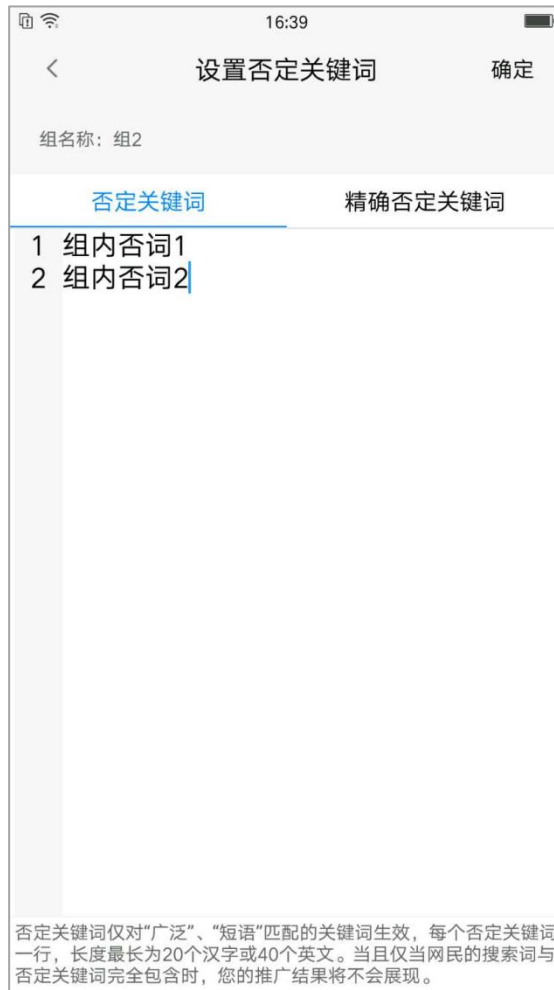 16:39
设置否定关键词 确定
组名称：组2
否定关键词 精确否定关键词
1 组内否词1
2 组内否词2
否定关键词仅对“广泛”、“短语”匹配的关键词生效，每个否定关键词
一行，长度最长为20个汉字或40个英文。当且仅当网民的搜索词与
否定关键词完全包含时，您的推广结果将不会展现。